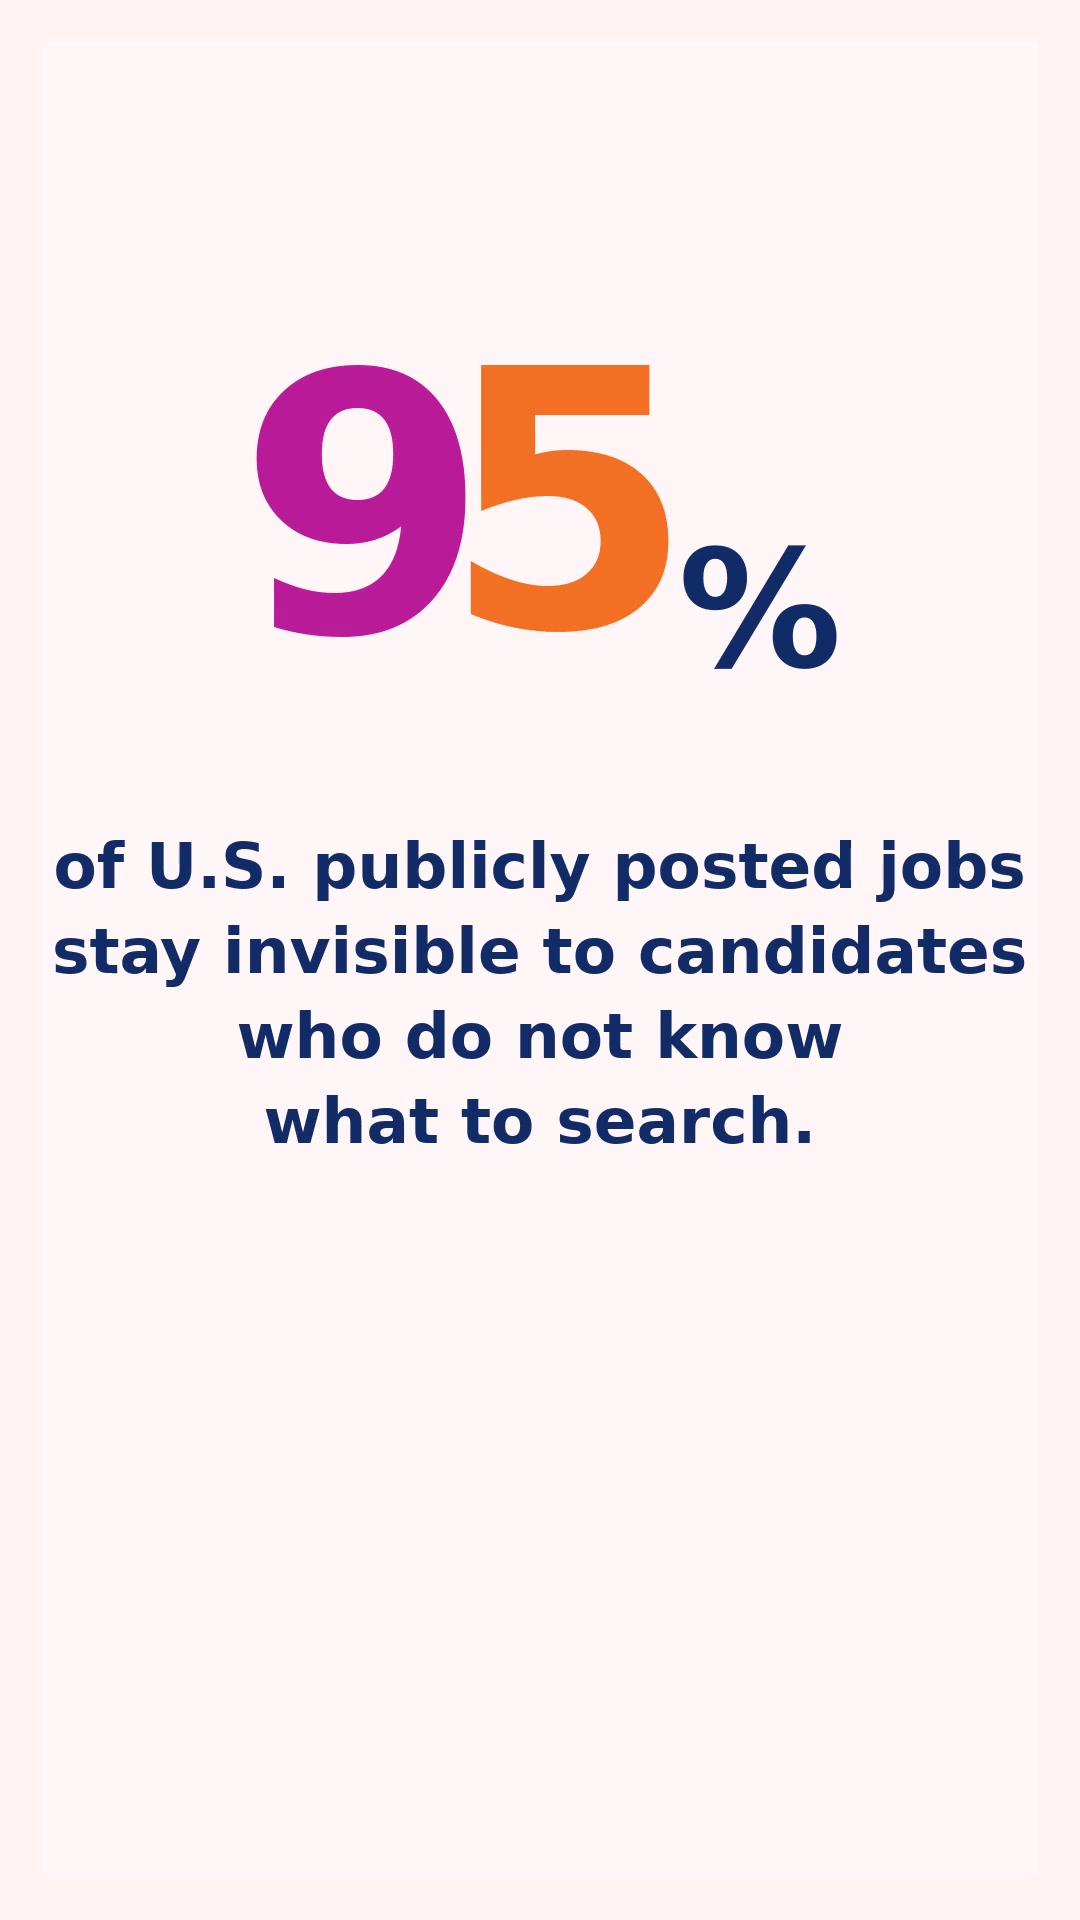 95%
of U.S. publicly posted jobs
stay invisible to candidates
who do not know
what to search.